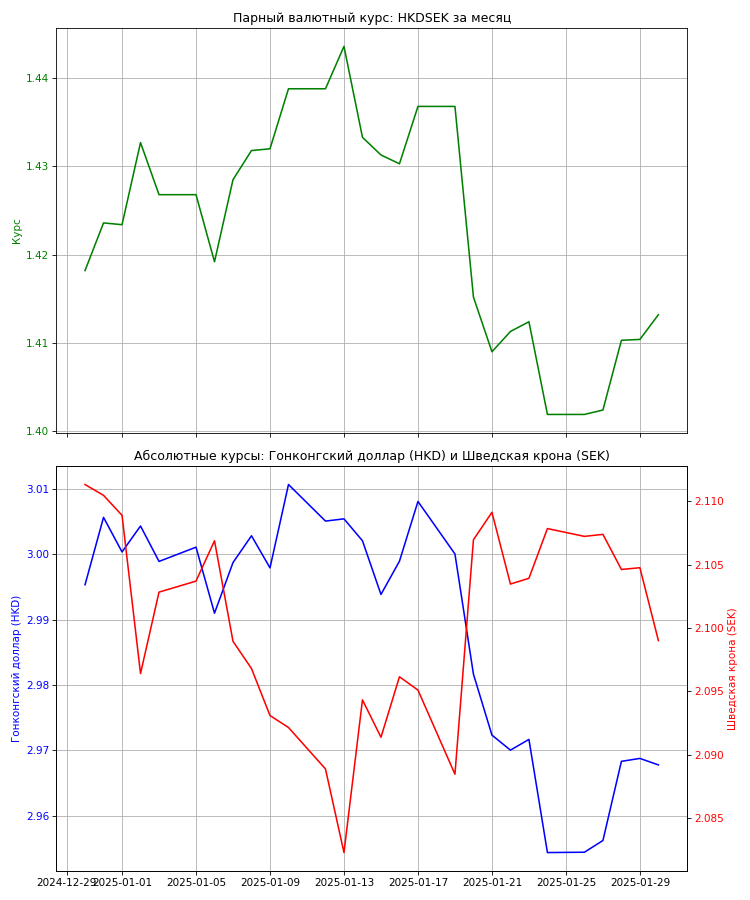 Парный валютный курс: HKDSEK за месяц
1.44
1.43
1.42
1.41
1.40
Курс
Абсолютные курсы: Гонконгский доллар (HKD) и Шведская крона (SEK)
3.01
3.00
2.99
2.98
2.97
2.96
Гонконгский доллар (HKD)
2.110
2.105
2.100
2.095
2.090
2.085
Шведская крона (SEK)
2024-12-29 2025-01-01 2025-01-05 2025-01-09 2025-01-13 2025-01-17 2025-01-21 2025-01-25 2025-01-29